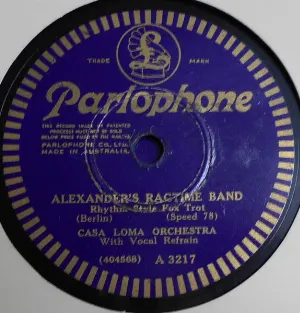 TRADE MARK
£
Parlophone
PARLOPHONE CO. LTD.
MADE IN AUSTRALIA.
ALEXANDER'S RAGTIME BAND
Rhythm-Style Fox Trot
(Berlin) (Speed 78)
CASA LOMA ORCHESTRA
With Vocal Refrain
(404566) A 3217